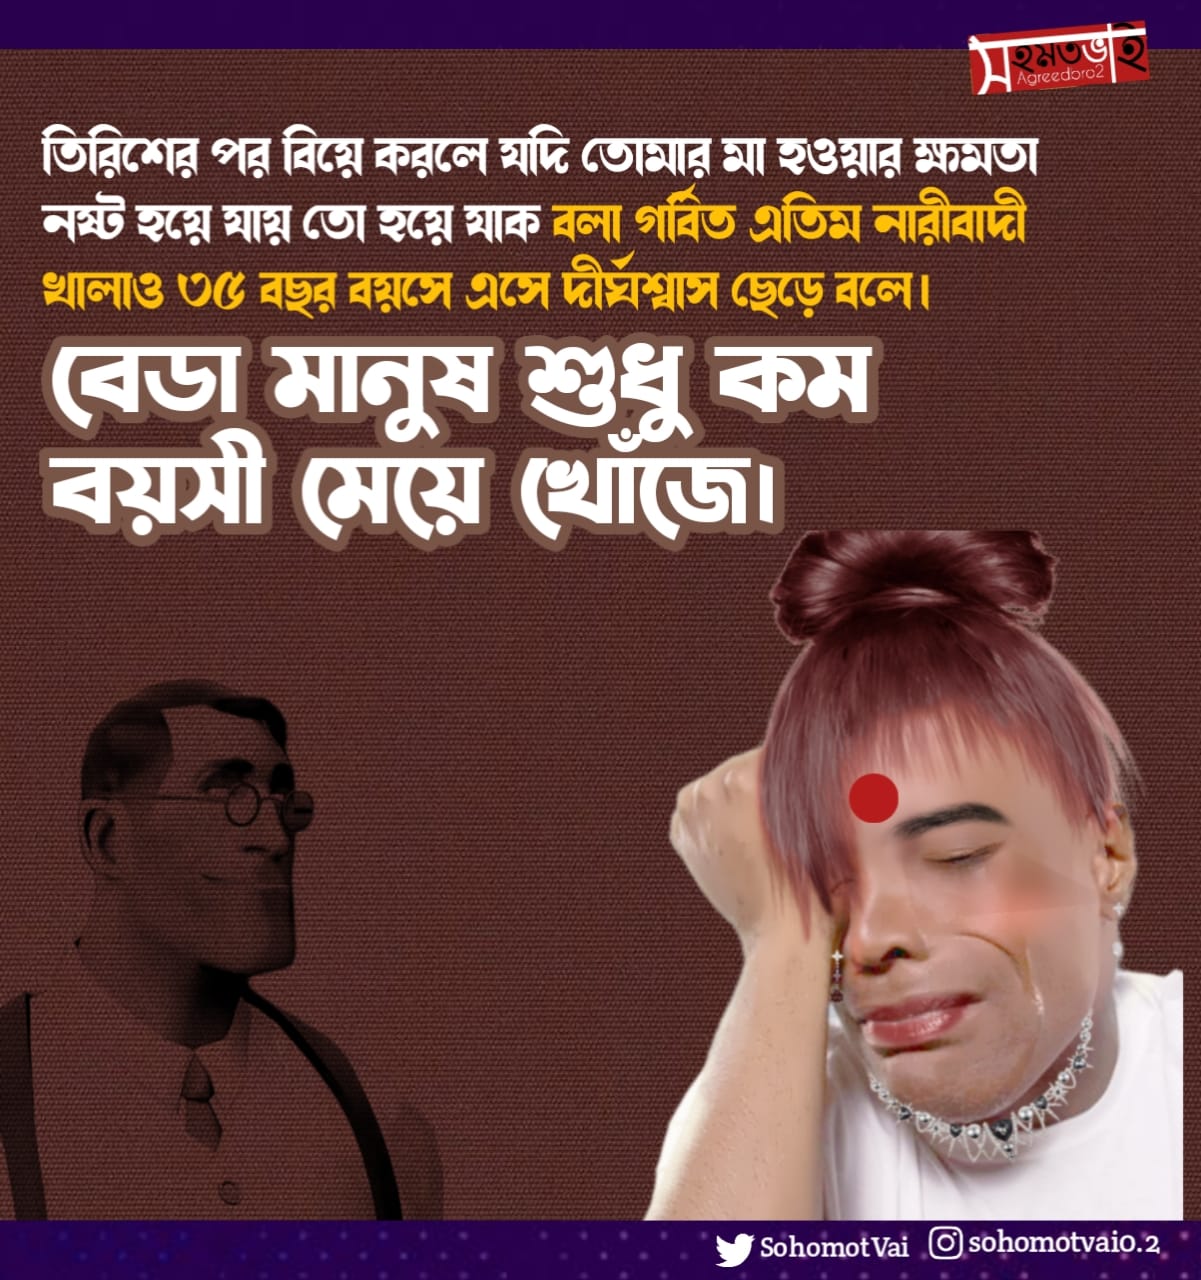 সহমতভাই
Agreedbro2
তিরিশের পর বিয়ে করলে যদি তোমার মা হওয়ার ক্ষমতা
নষ্ট হয়ে যায় তো হয়ে যাক বলা গর্বিত এতিম নারীবাদী
খালাও ৩৫ বছর বয়সে এসে দীর্ঘশ্বাস ছেড়ে বলে।
বেডা মানুষ শুধু কম
বয়সী মেয়ে খোঁজে।
SohomotVai sohomotvaio.2